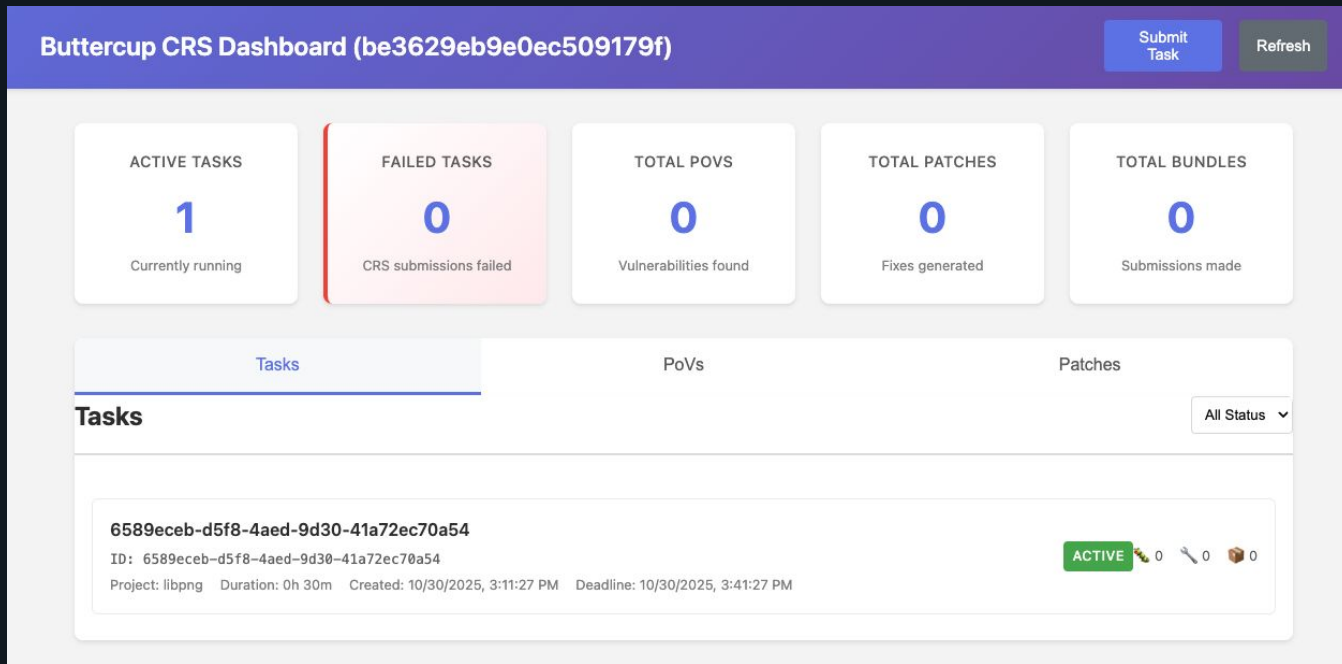 Buttercup CRS Dashboard (be3629eb9e0ec509179f)
Submit
Task
Refresh
ACTIVE TASKS
1
Currently running
FAILED TASKS
0
CRS submissions failed
TOTAL POVS
0
Vulnerabilities found
TOTAL PATCHES
0
Fixes generated
TOTAL BUNDLES
0
Submissions made
Tasks
PoVs
Patches
Tasks
All Status
6589eceb-d5f8-4aed-9d30-41a72ec70a54
ID: 6589eceb-d5f8-4aed-9d30-41a72ec70a54
Project: libpng Duration: 0h 30m Created: 10/30/2025, 3:11:27 PM Deadline: 10/30/2025, 3:41:27 PM
ACTIVE 0 0 0